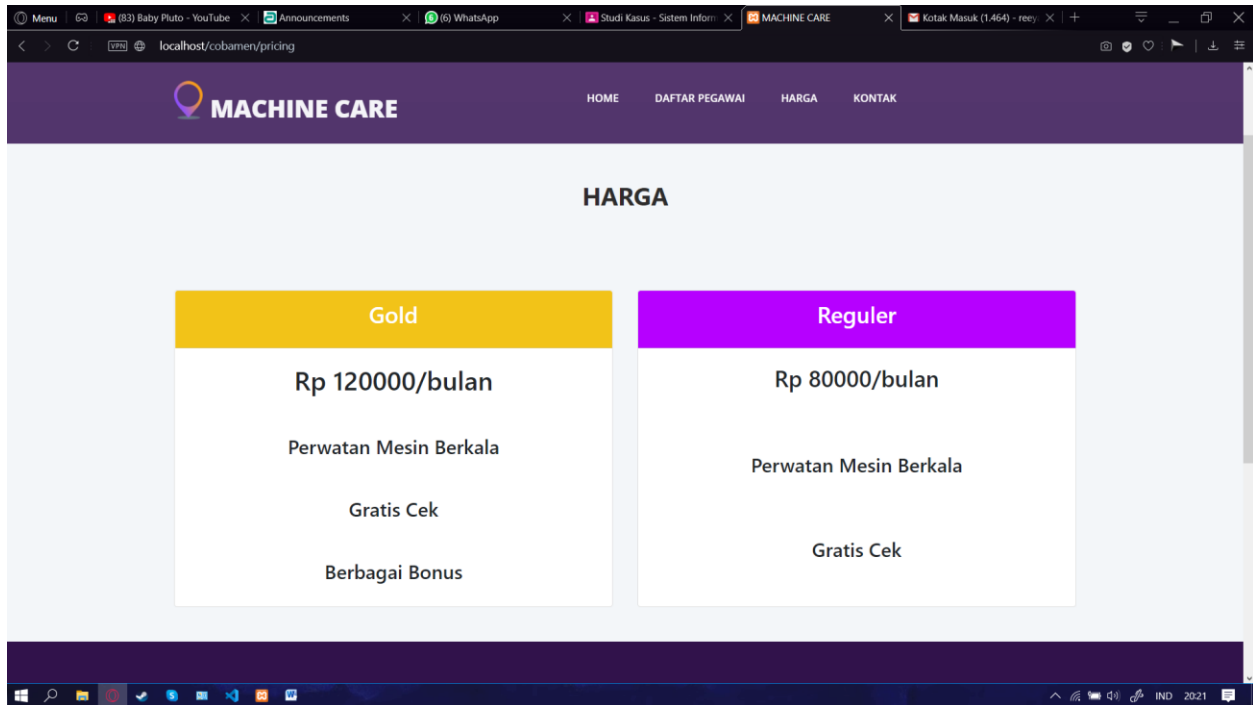 Menu
(83) Baby Pluto - YouTube
Announcements
(6) WhatsApp
Studi Kasus - Sistem Inform
MACHINE CARE
Kotak Masuk (1.464) - reey
VPN
localhost/cobamen/pricing
MACHINE CARE
HOME
DAFTAR PEGAWAI
HARGA
KONTAK
HARGA
Gold
Rp 120000/bulan
Perwatan Mesin Berkala
Gratis Cek
Berbagai Bonus
Reguler
Rp 80000/bulan
Perwatan Mesin Berkala
Gratis Cek
IND
20:21